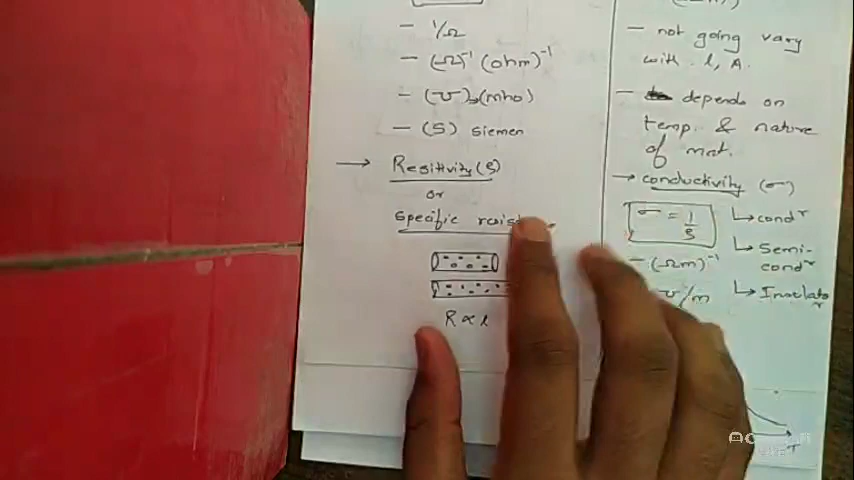 - 1/Ω
- (Ω)⁻¹ (ohm)⁻¹
- (℧) (mho)
- (S) siemen
→ Resitivity (ρ)
or
Specific
R ∝ l
- not going vary
with l, A.
- depends on
temp. & nature
of mat.
→ conductivity (σ)
σ = 1/ρ
↳ condʳ
- (Ωm)⁻¹
↳ Semi-
condʳ
℧/m
↳ Insulator
T